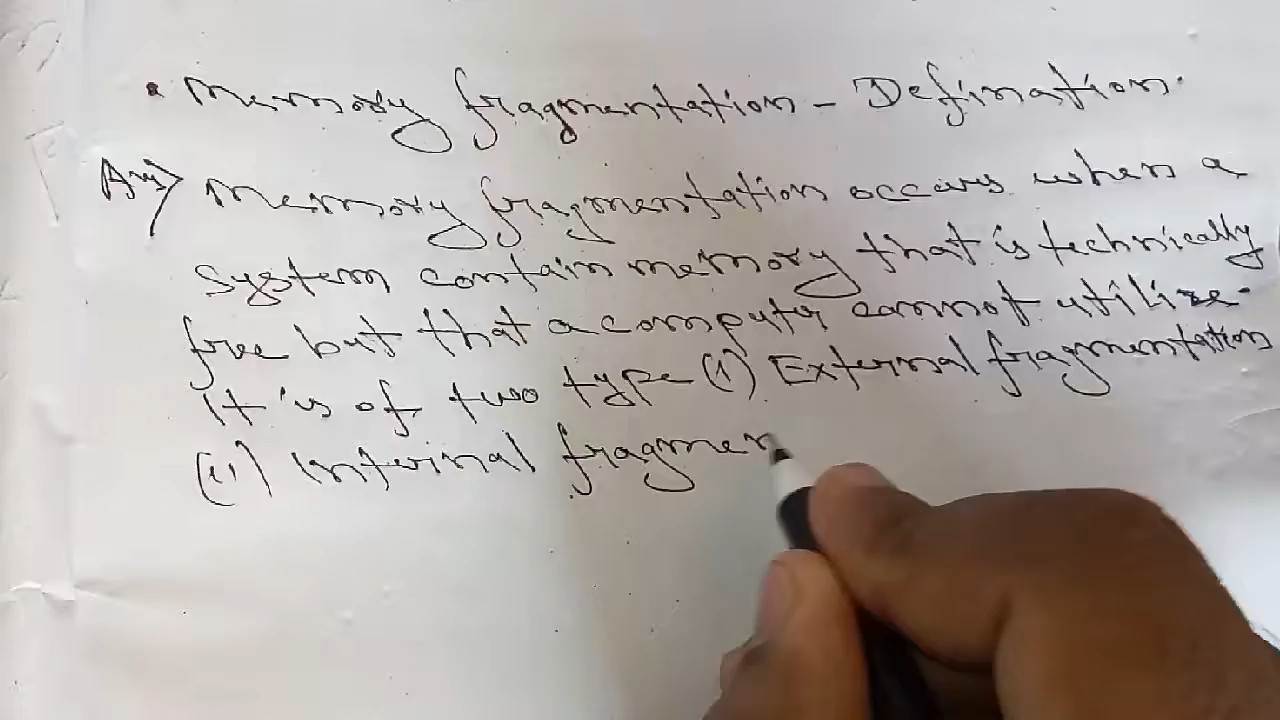 • Memory fragmentation - Defination.
Ans) Memory fragmentation occurs when a
system contain memory that is technically
free but that a computer cannot utilize.
It is of two type (i) External fragmentation
(ii) Internal fragmen